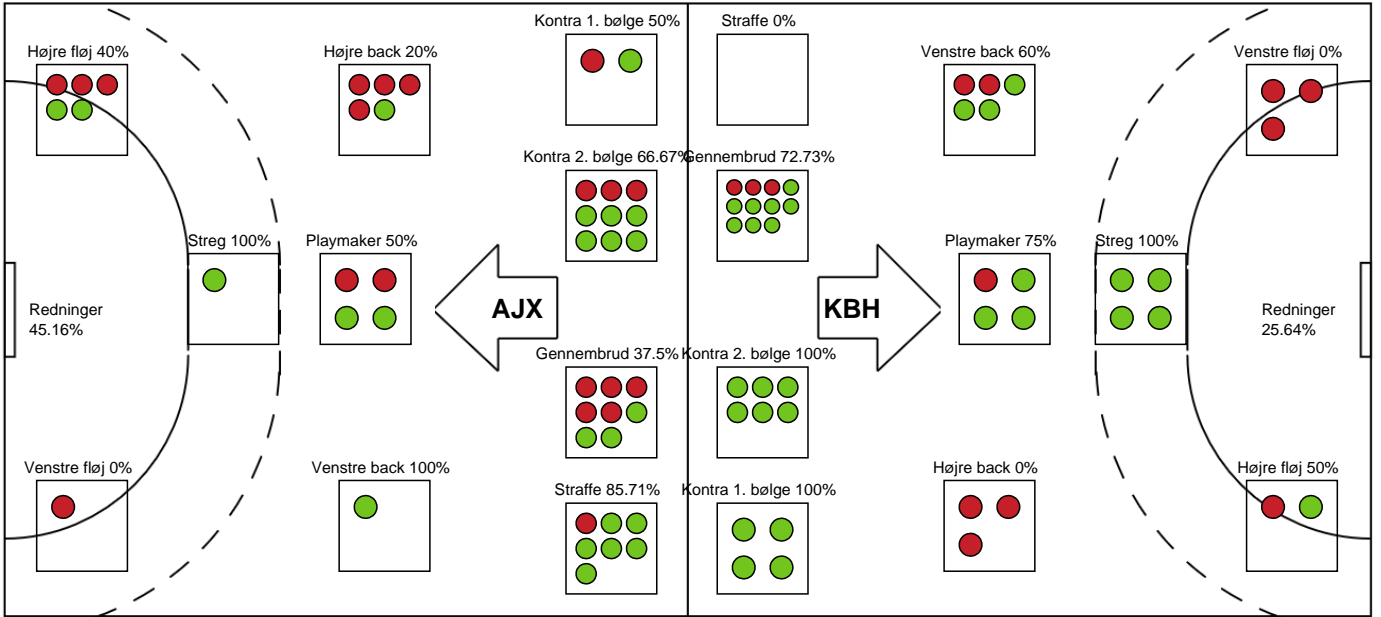 Kontra 1. bølge 50%
Straffe 0%
Højre fløj 40%
Højre back 20%
Venstre back 60%
Venstre fløj 0%
Kontra 2. bølge 66.67%
Gennembrud 72.73%
Streg 100%
Playmaker 50%
Playmaker 75%
Streg 100%
Redninger
45.16%
AJX
KBH
Redninger
25.64%
Gennembrud 37.5%
Kontra 2. bølge 100%
Venstre fløj 0%
Venstre back 100%
Højre back 0%
Højre fløj 50%
Straffe 85.71%
Kontra 1. bølge 100%